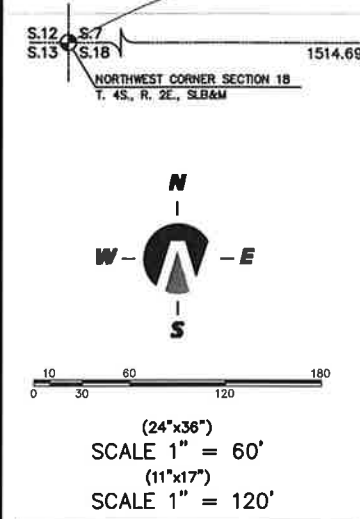 S.12 S.7
S.13 S.18
1514.69
NORTHWEST CORNER SECTION 18
T. 4S., R. 2E., SLB&M
N
W E
S
10 60 180
0 30 120
(24"x36")
SCALE 1" = 60'
(11"x17")
SCALE 1" = 120'